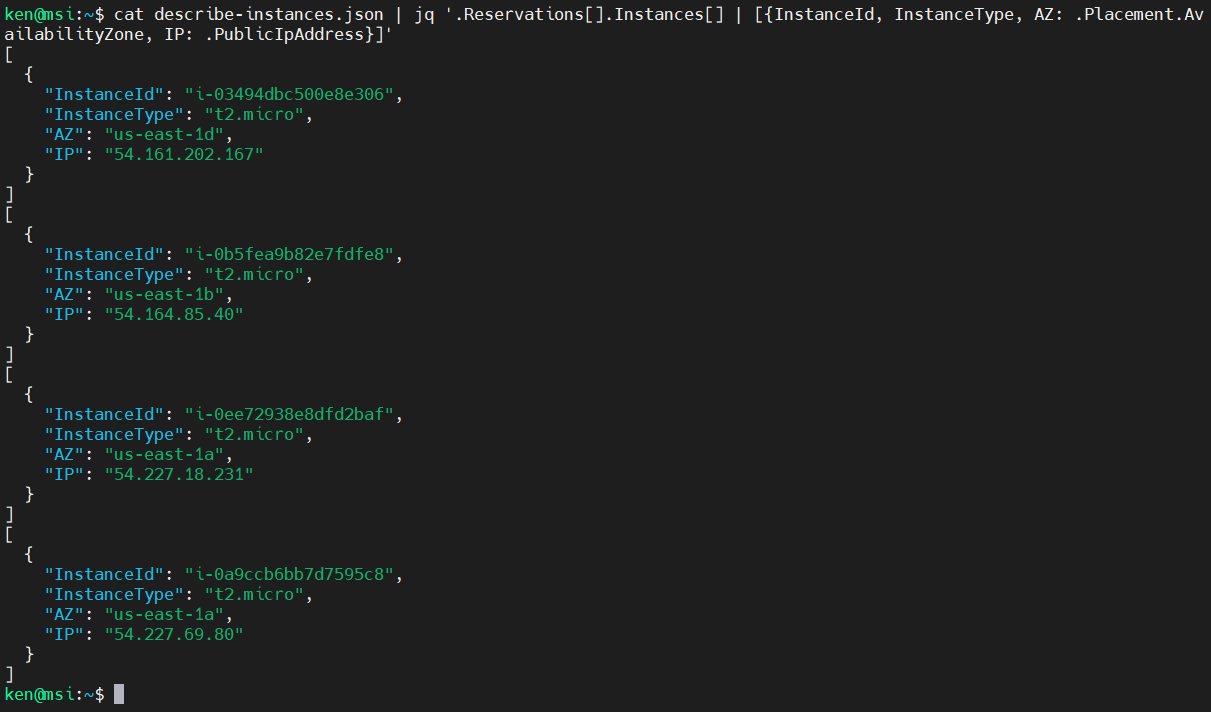 ken@msi:~$ cat describe-instances.json | jq '.Reservations[].Instances[] | [{InstanceId, InstanceType, AZ: .Placement.Av
ailabilityZone, IP: .PublicIpAddress}]'
[
  {
    "InstanceId": "i-03494dbc500e8e306",
    "InstanceType": "t2.micro",
    "AZ": "us-east-1d",
    "IP": "54.161.202.167"
  }
]
[
  {
    "InstanceId": "i-0b5fea9b82e7fdfe8",
    "InstanceType": "t2.micro",
    "AZ": "us-east-1b",
    "IP": "54.164.85.40"
  }
]
[
  {
    "InstanceId": "i-0ee72938e8dfd2baf",
    "InstanceType": "t2.micro",
    "AZ": "us-east-1a",
    "IP": "54.227.18.231"
  }
]
[
  {
    "InstanceId": "i-0a9ccb6bb7d7595c8",
    "InstanceType": "t2.micro",
    "AZ": "us-east-1a",
    "IP": "54.227.69.80"
  }
]
ken@msi:~$